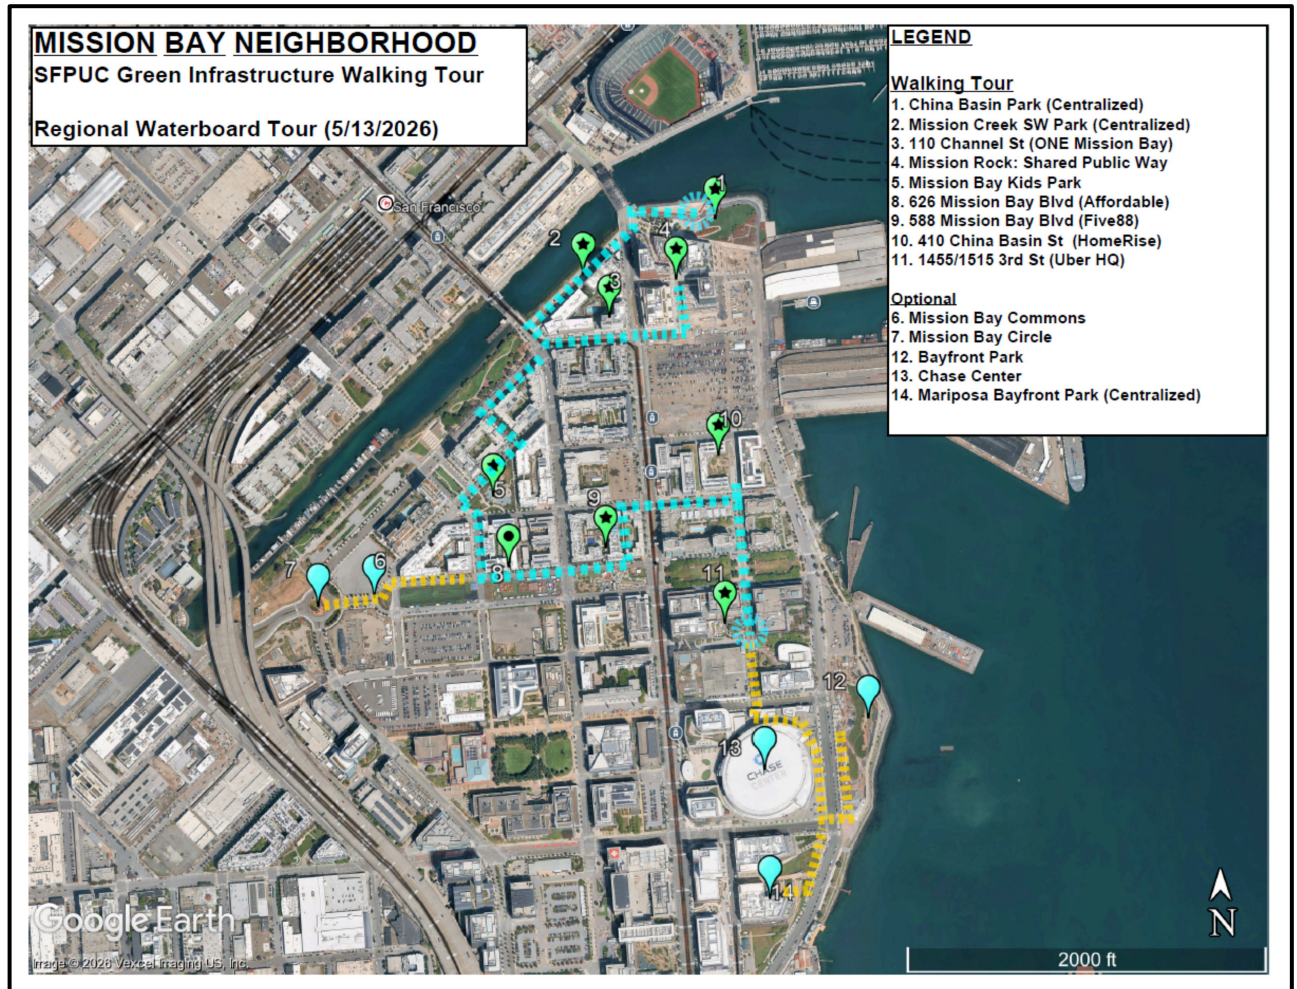 MISSION BAY NEIGHBORHOOD
SFPUC Green Infrastructure Walking Tour
Regional Waterboard Tour (5/13/2026)
LEGEND
Walking Tour
1. China Basin Park (Centralized)
2. Mission Creek SW Park (Centralized)
3. 110 Channel St (ONE Mission Bay)
4. Mission Rock: Shared Public Way
5. Mission Bay Kids Park
8. 626 Mission Bay Blvd (Affordable)
9. 588 Mission Bay Blvd (Five88)
10. 410 China Basin St (HomeRise)
11. 1455/1515 3rd St (Uber HQ)
Optional
6. Mission Bay Commons
7. Mission Bay Circle
12. Bayfront Park
13. Chase Center
14. Mariposa Bayfront Park (Centralized)
1
San Francisco
2
4
3
10
5
9
6
7
8
11
12
13
CHASE
CENTER
14
Google Earth
Image © 2026 Vexcel Imaging US, Inc.
N
2000 ft